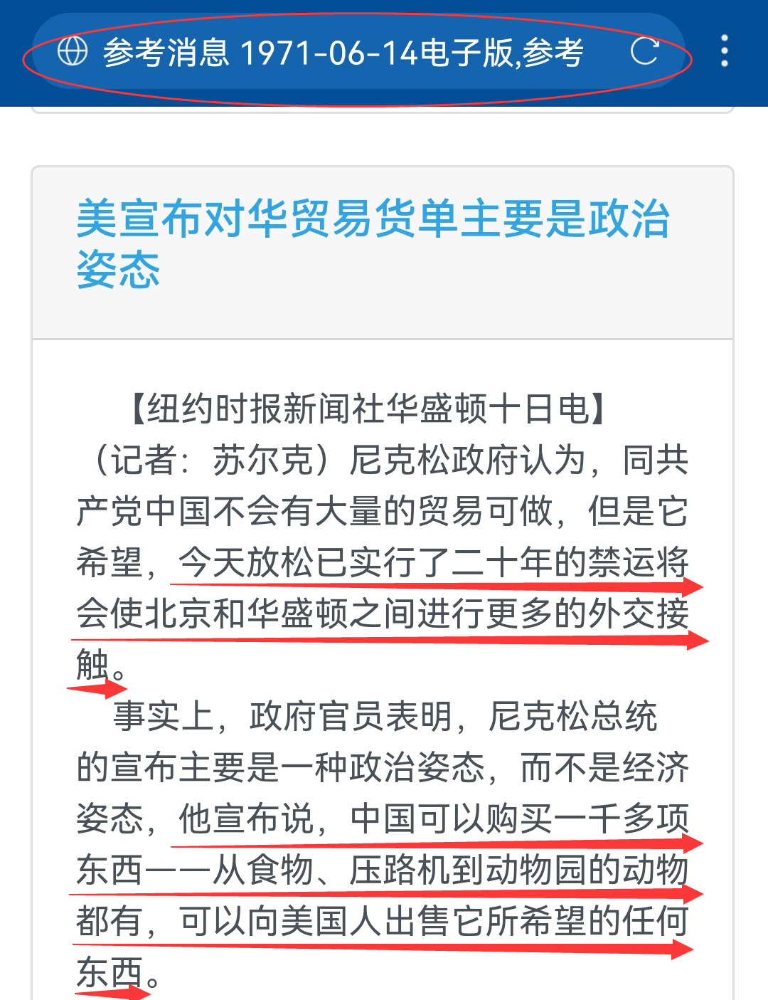 参考消息 1971-06-14电子版,参考
美宣布对华贸易货单主要是政治
姿态
【纽约时报新闻社华盛顿十日电】
（记者：苏尔克）尼克松政府认为，同共
产党中国不会有大量的贸易可做，但是它
希望，今天放松已实行了二十年的禁运将
会使北京和华盛顿之间进行更多的外交接
触。
事实上，政府官员表明，尼克松总统
的宣布主要是一种政治姿态，而不是经济
姿态，他宣布说，中国可以购买一千多项
东西一一从食物、压路机到动物园的动物
都有，可以向美国人出售它所希望的任何
东西。